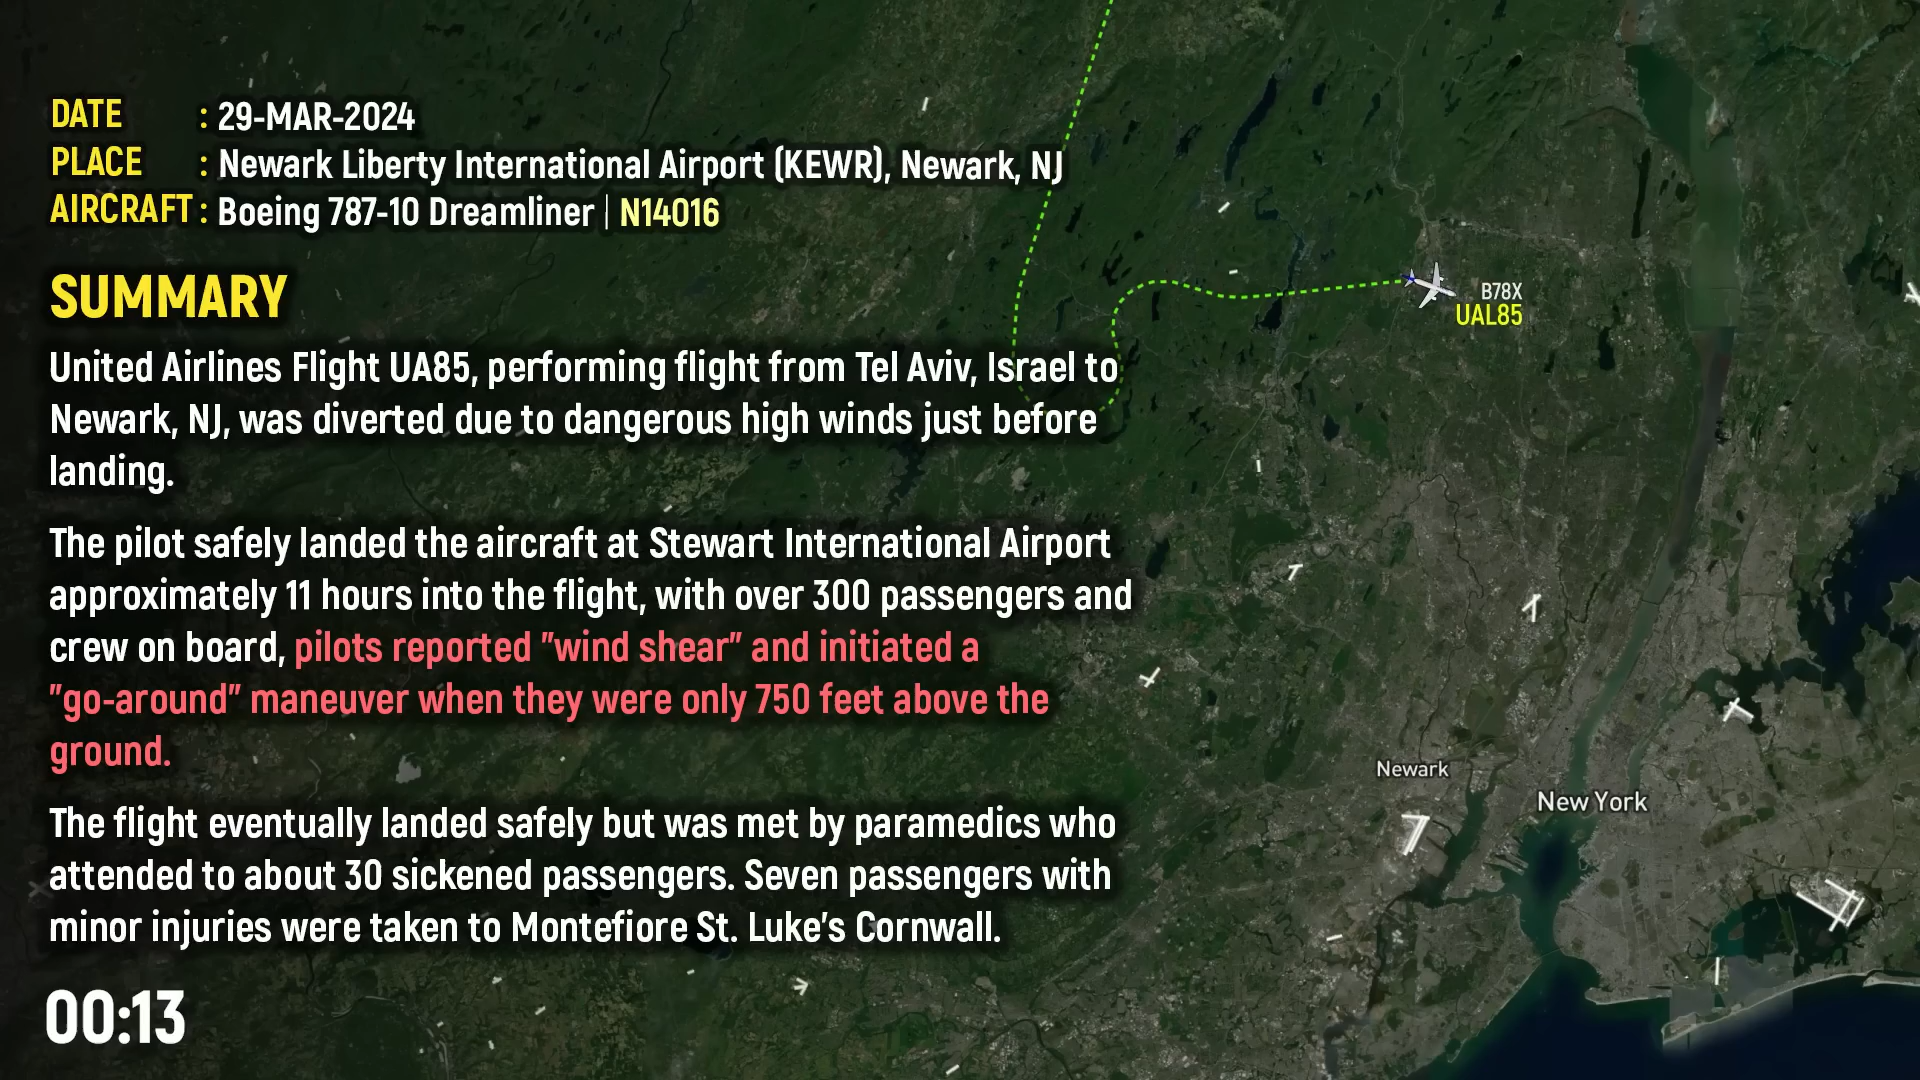 DATE : 29-MAR-2024
PLACE : Newark Liberty International Airport (KEWR), Newark, NJ
AIRCRAFT : Boeing 787-10 Dreamliner | N14016
SUMMARY
United Airlines Flight UA85, performing flight from Tel Aviv, Israel to
Newark, NJ, was diverted due to dangerous high winds just before
landing.
The pilot safely landed the aircraft at Stewart International Airport
approximately 11 hours into the flight, with over 300 passengers and
crew on board, pilots reported "wind shear" and initiated a
"go-around" maneuver when they were only 750 feet above the
ground.
The flight eventually landed safely but was met by paramedics who
attended to about 30 sickened passengers. Seven passengers with
minor injuries were taken to Montefiore St. Luke's Cornwall.
00:13
B78X
UAL85
Newark
New York